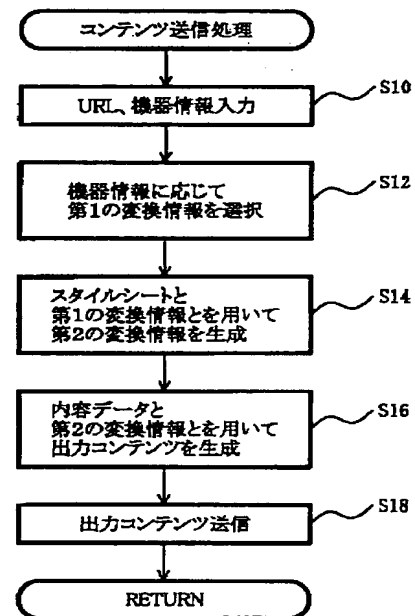 コンテンツ送信処理
URL、機器情報入力
S10
機器情報に応じて
第1の変換情報を選択
S12
スタイルシートと
第1の変換情報とを用いて
第2の変換情報を生成
S14
内容データと
第2の変換情報とを用いて
出力コンテンツを生成
S16
出力コンテンツ送信
S18
RETURN